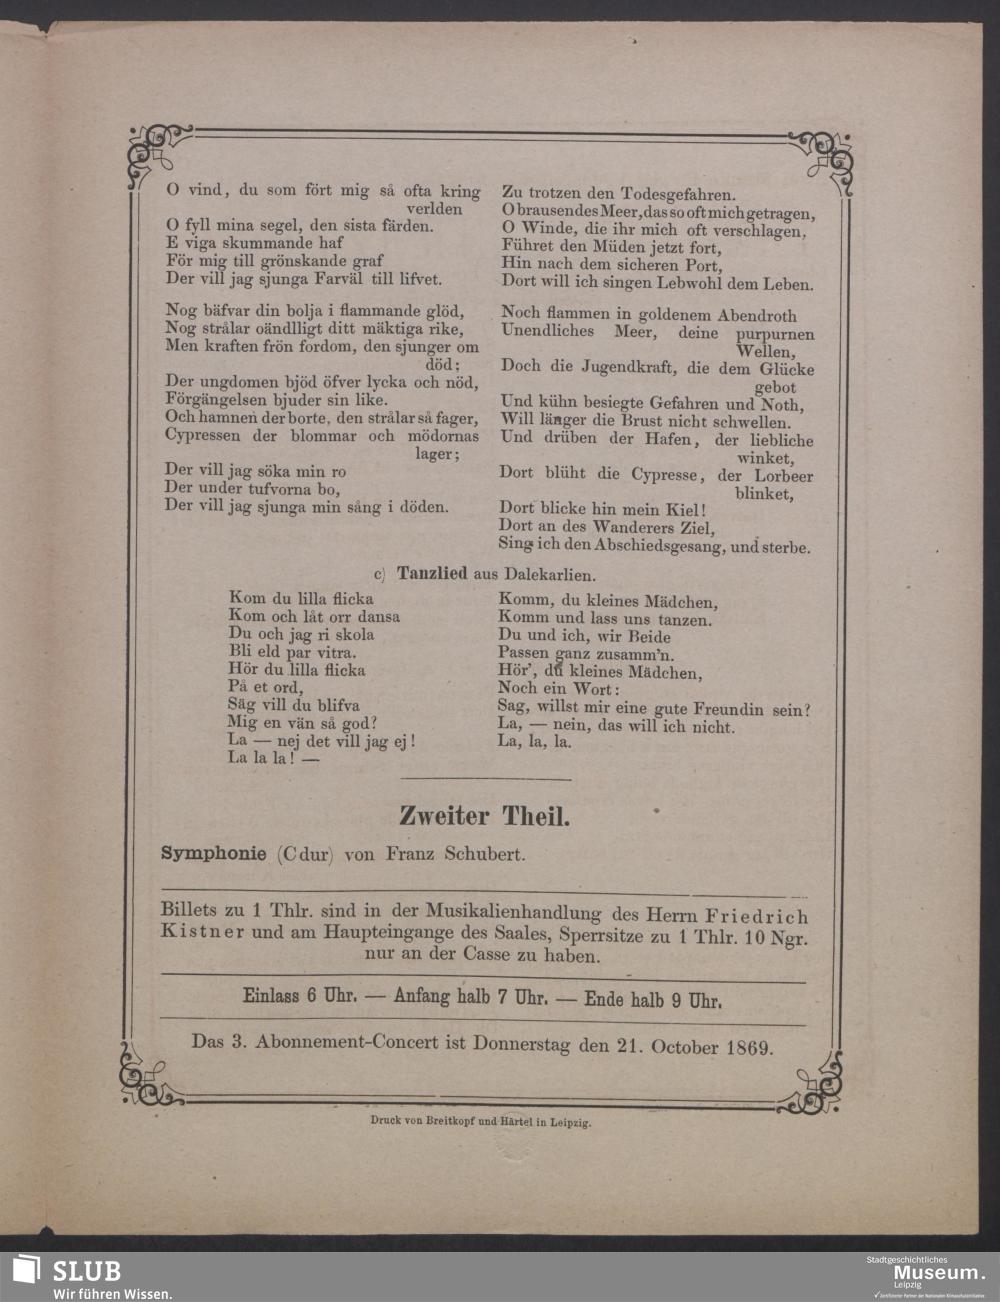 O vind, du som fört mig så ofta kring
verlden
O fyll mina segel, den sista färden.
E viga skummande haf
För mig till grönskande graf
Der vill jag sjunga Farväl till lifvet.
Nog bäfvar din bolja i flammande glöd,
Nog strålar oändlligt ditt mäktiga rike,
Men kraften frön fordom, den sjunger om
död;
Der ungdomen bjöd öfver lycka och nöd,
Förgängelsen bjuder sin like.
Och hamnen der borte, den strålar så fager,
Cypressen der blommar och mödornas
lager;
Der vill jag söka min ro
Der under tufvorna bo,
Der vill jag sjunga min sång i döden.
Zu trotzen den Todesgefahren.
O brausendes Meer, das so oft mich getragen,
O Winde, die ihr mich oft verschlagen,
Führet den Müden jetzt fort,
Hin nach dem sicheren Port,
Dort will ich singen Lebwohl dem Leben.
Noch flammen in goldenem Abendroth
Unendliches Meer, deine purpurnen
Wellen,
Doch die Jugendkraft, die dem Glücke
gebot
Und kühn besiegte Gefahren und Noth,
Will länger die Brust nicht schwellen.
Und drüben der Hafen, der liebliche
winket,
Dort blüht die Cypresse, der Lorbeer
blinket,
Dort blicke hin mein Kiel!
Dort an des Wanderers Ziel,
Sing ich den Abschiedsgesang, und sterbe.
c) Tanzlied aus Dalekarlien.
Kom du lilla flicka
Kom och låt orr dansa
Du och jag ri skola
Bli eld par vitra.
Hör du lilla flicka
På et ord,
Säg vill du blifva
Mig en vän så god?
La — nej det vill jag ej!
La la la! —
Komm, du kleines Mädchen,
Komm und lass uns tanzen.
Du und ich, wir Beide
Passen ganz zusamm'n.
Hör', du kleines Mädchen,
Noch ein Wort:
Sag, willst mir eine gute Freundin sein?
La, — nein, das will ich nicht.
La, la, la.
Zweiter Theil.
Symphonie (Cdur) von Franz Schubert.
Billets zu 1 Thlr. sind in der Musikalienhandlung des Herrn Friedrich
Kistner und am Haupteingange des Saales, Sperrsitze zu 1 Thlr. 10 Ngr.
nur an der Casse zu haben.
Einlass 6 Uhr. — Anfang halb 7 Uhr. — Ende halb 9 Uhr.
Das 3. Abonnement-Concert ist Donnerstag den 21. October 1869.
Druck von Breitkopf und Härtel in Leipzig.
SLUB
Wir führen Wissen.
Stadtgeschichtliches
Museum.
Leipzig
Zertifizierter Partner der Nationalen Klimaschutzinitiative